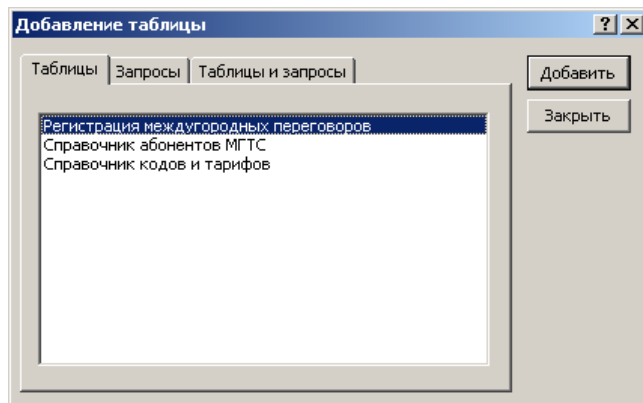 Добавление таблицы
Таблицы Запросы Таблицы и запросы
Добавить
Закрыть
Регистрация междугородных переговоров
Справочник абонентов МГТС
Справочник кодов и тарифов